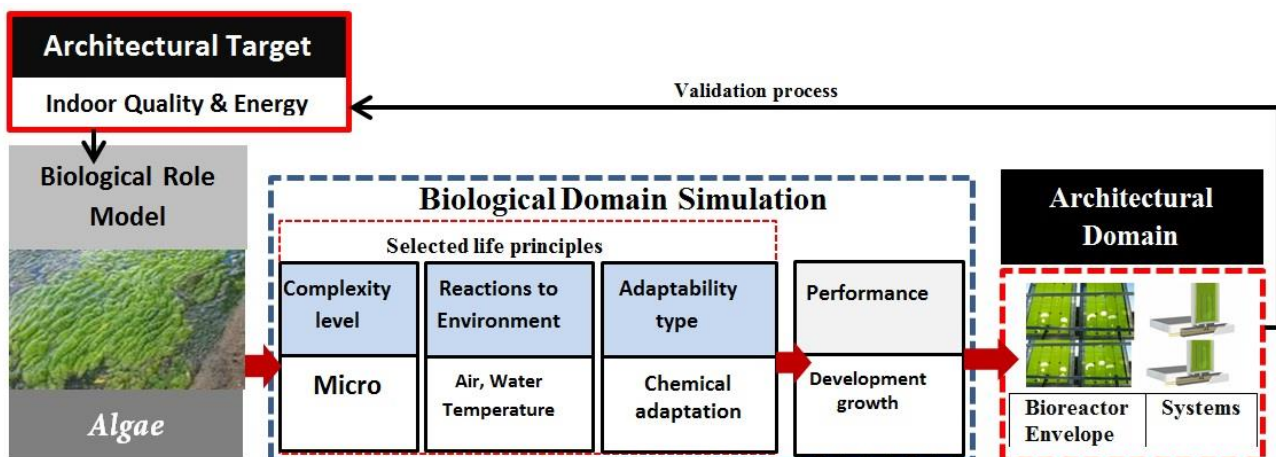 Architectural Target
Indoor Quality & Energy
Validation process
Biological Role
Model
Algae
Biological Domain Simulation
Selected life principles
Complexity
level
Micro
Reactions to
Environment
Air, Water
Temperature
Adaptability
type
Chemical
adaptation
Performance
Development
growth
Architectural
Domain
Bioreactor
Envelope
Systems